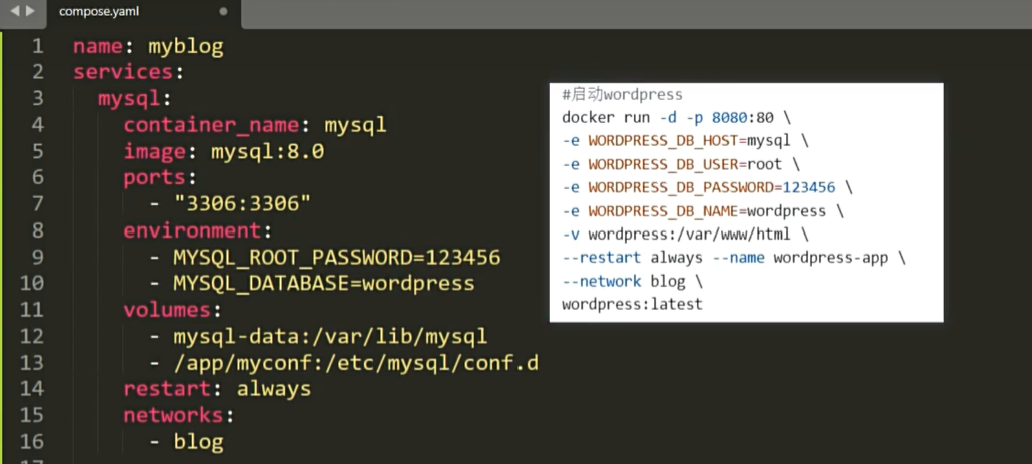 compose.yaml
1 name: myblog
2 services:
3 mysql:
4 container_name: mysql
5 image: mysql:8.0
6 ports:
7 - "3306:3306"
8 environment:
9 - MYSQL_ROOT_PASSWORD=123456
10 - MYSQL_DATABASE=wordpress
11 volumes:
12 - mysql-data:/var/lib/mysql
13 - /app/myconf:/etc/mysql/conf.d
14 restart: always
15 networks:
16 - blog
17
#启动wordpress
docker run -d -p 8080:80 \
-e WORDPRESS_DB_HOST=mysql \
-e WORDPRESS_DB_USER=root \
-e WORDPRESS_DB_PASSWORD=123456 \
-e WORDPRESS_DB_NAME=wordpress \
-v wordpress:/var/www/html \
--restart always --name wordpress-app \
--network blog \
wordpress:latest